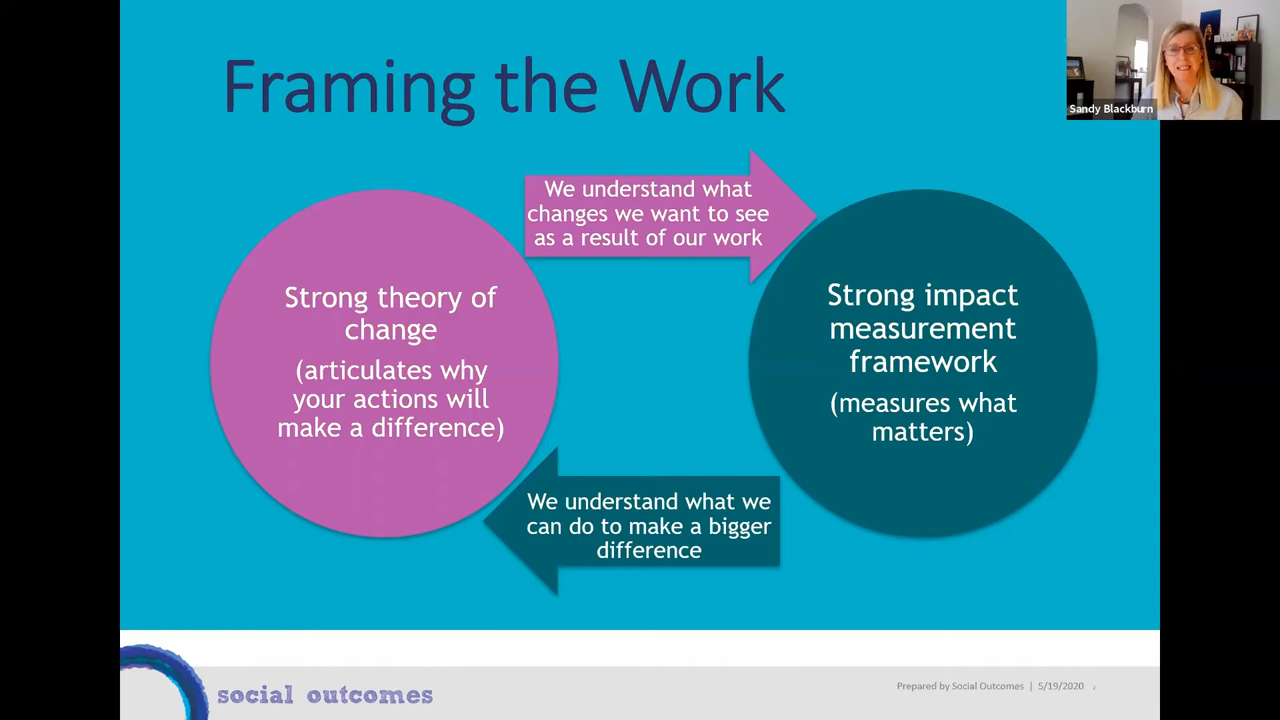 Framing the Work
Sandy Blackburn
We understand what
changes we want to see
as a result of our work
Strong theory of
change
(articulates why
your actions will
make a difference)
Strong impact
measurement
framework
(measures what
matters)
We understand what we
can do to make a bigger
difference
social outcomes
Prepared by Social Outcomes | 5/19/2020 2